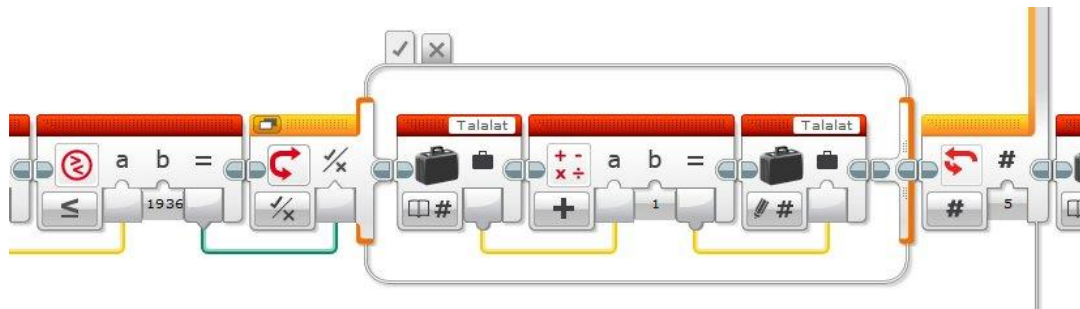 Talalat Talalat
a b = a b = #
≤ 1936 # + 1 # # 5